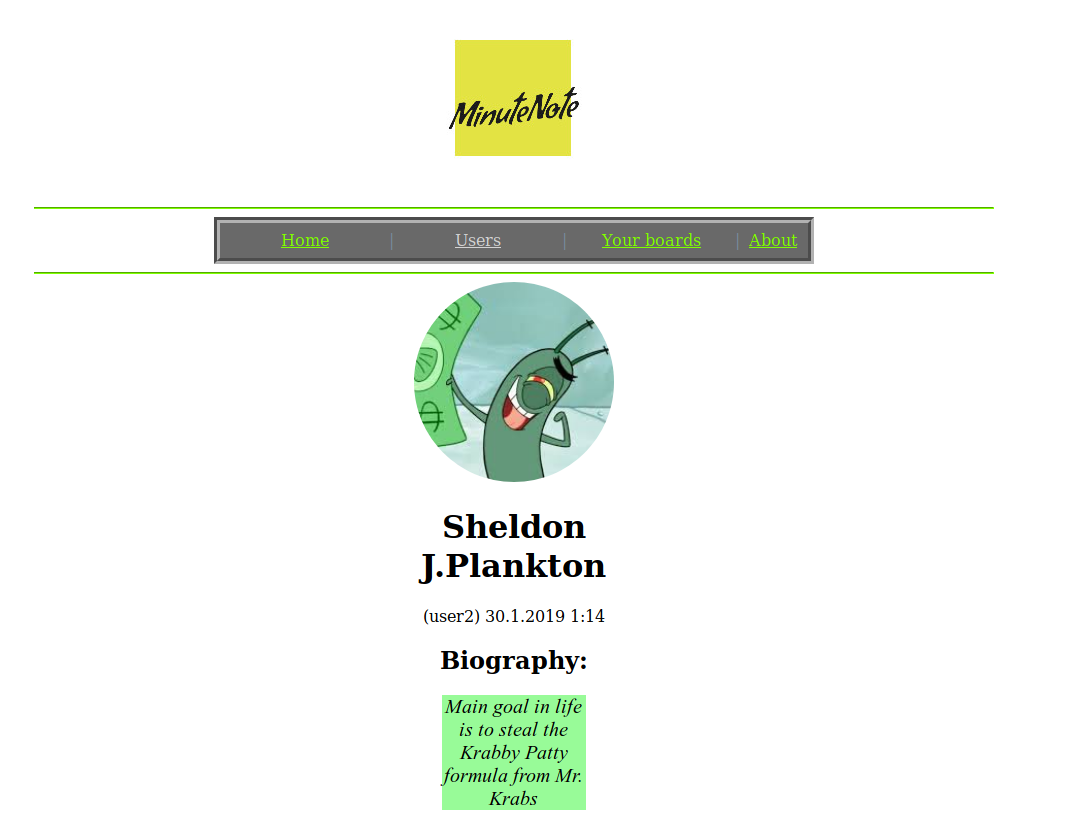 MinuteNote
Home | Users | Your boards | About
Sheldon
J.Plankton
(user2) 30.1.2019 1:14
Biography:
Main goal in life
is to steal the
Krabby Patty
formula from Mr.
Krabs